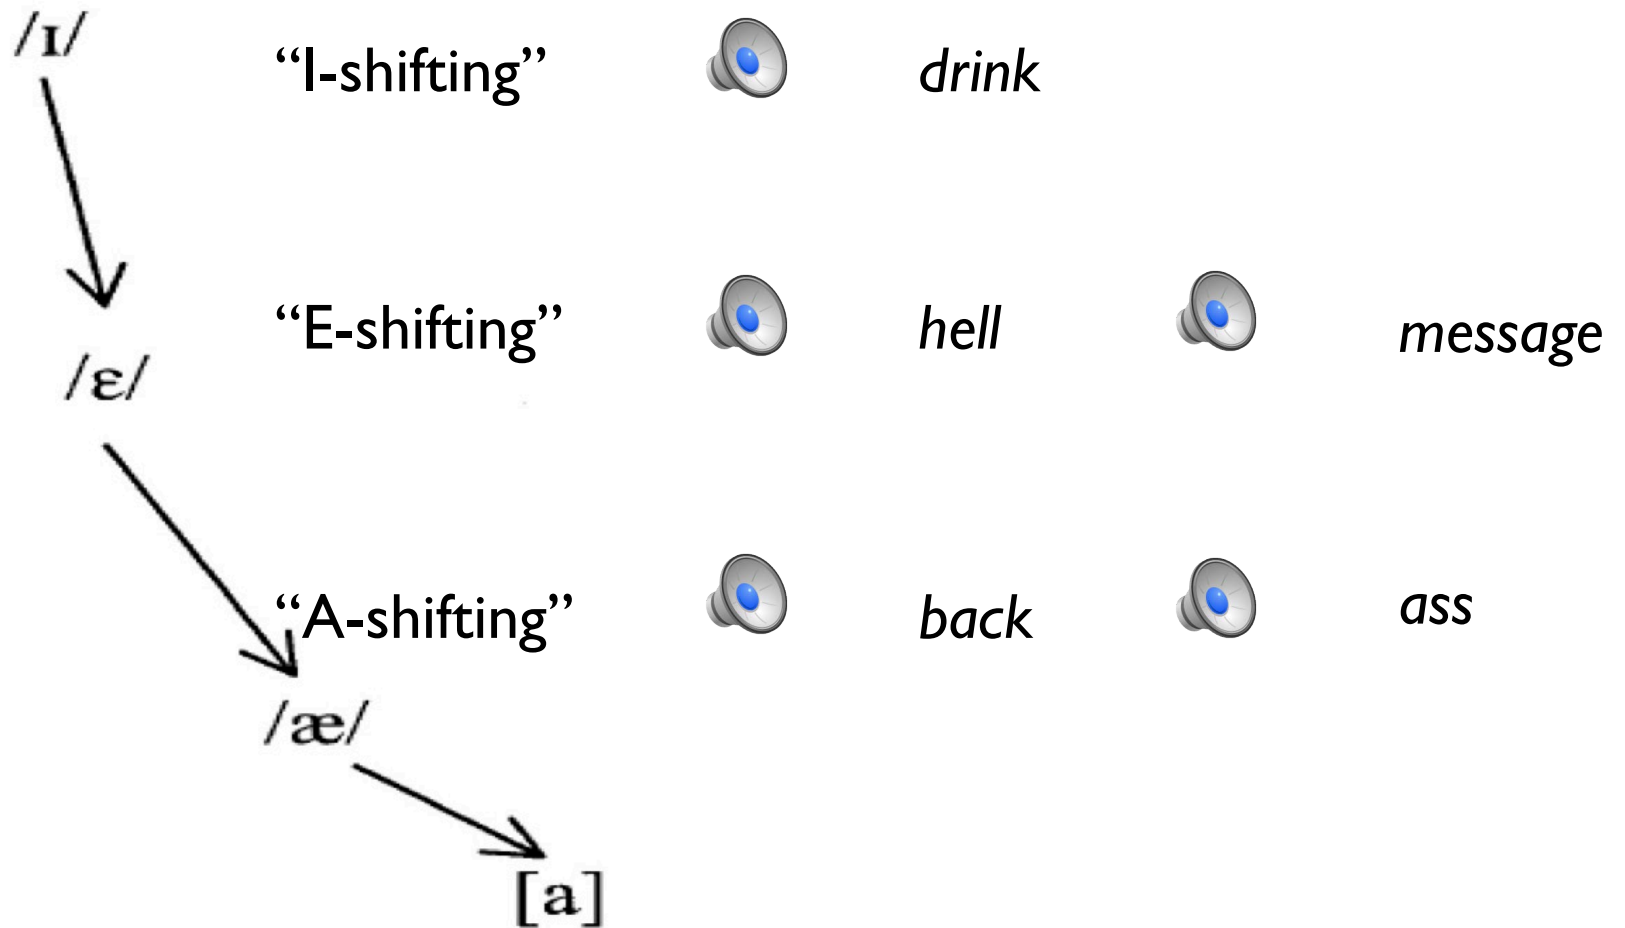 /ɪ/
“I-shifting” drink
“E-shifting” hell message
/ɛ/
“A-shifting” back ass
/æ/
[a]